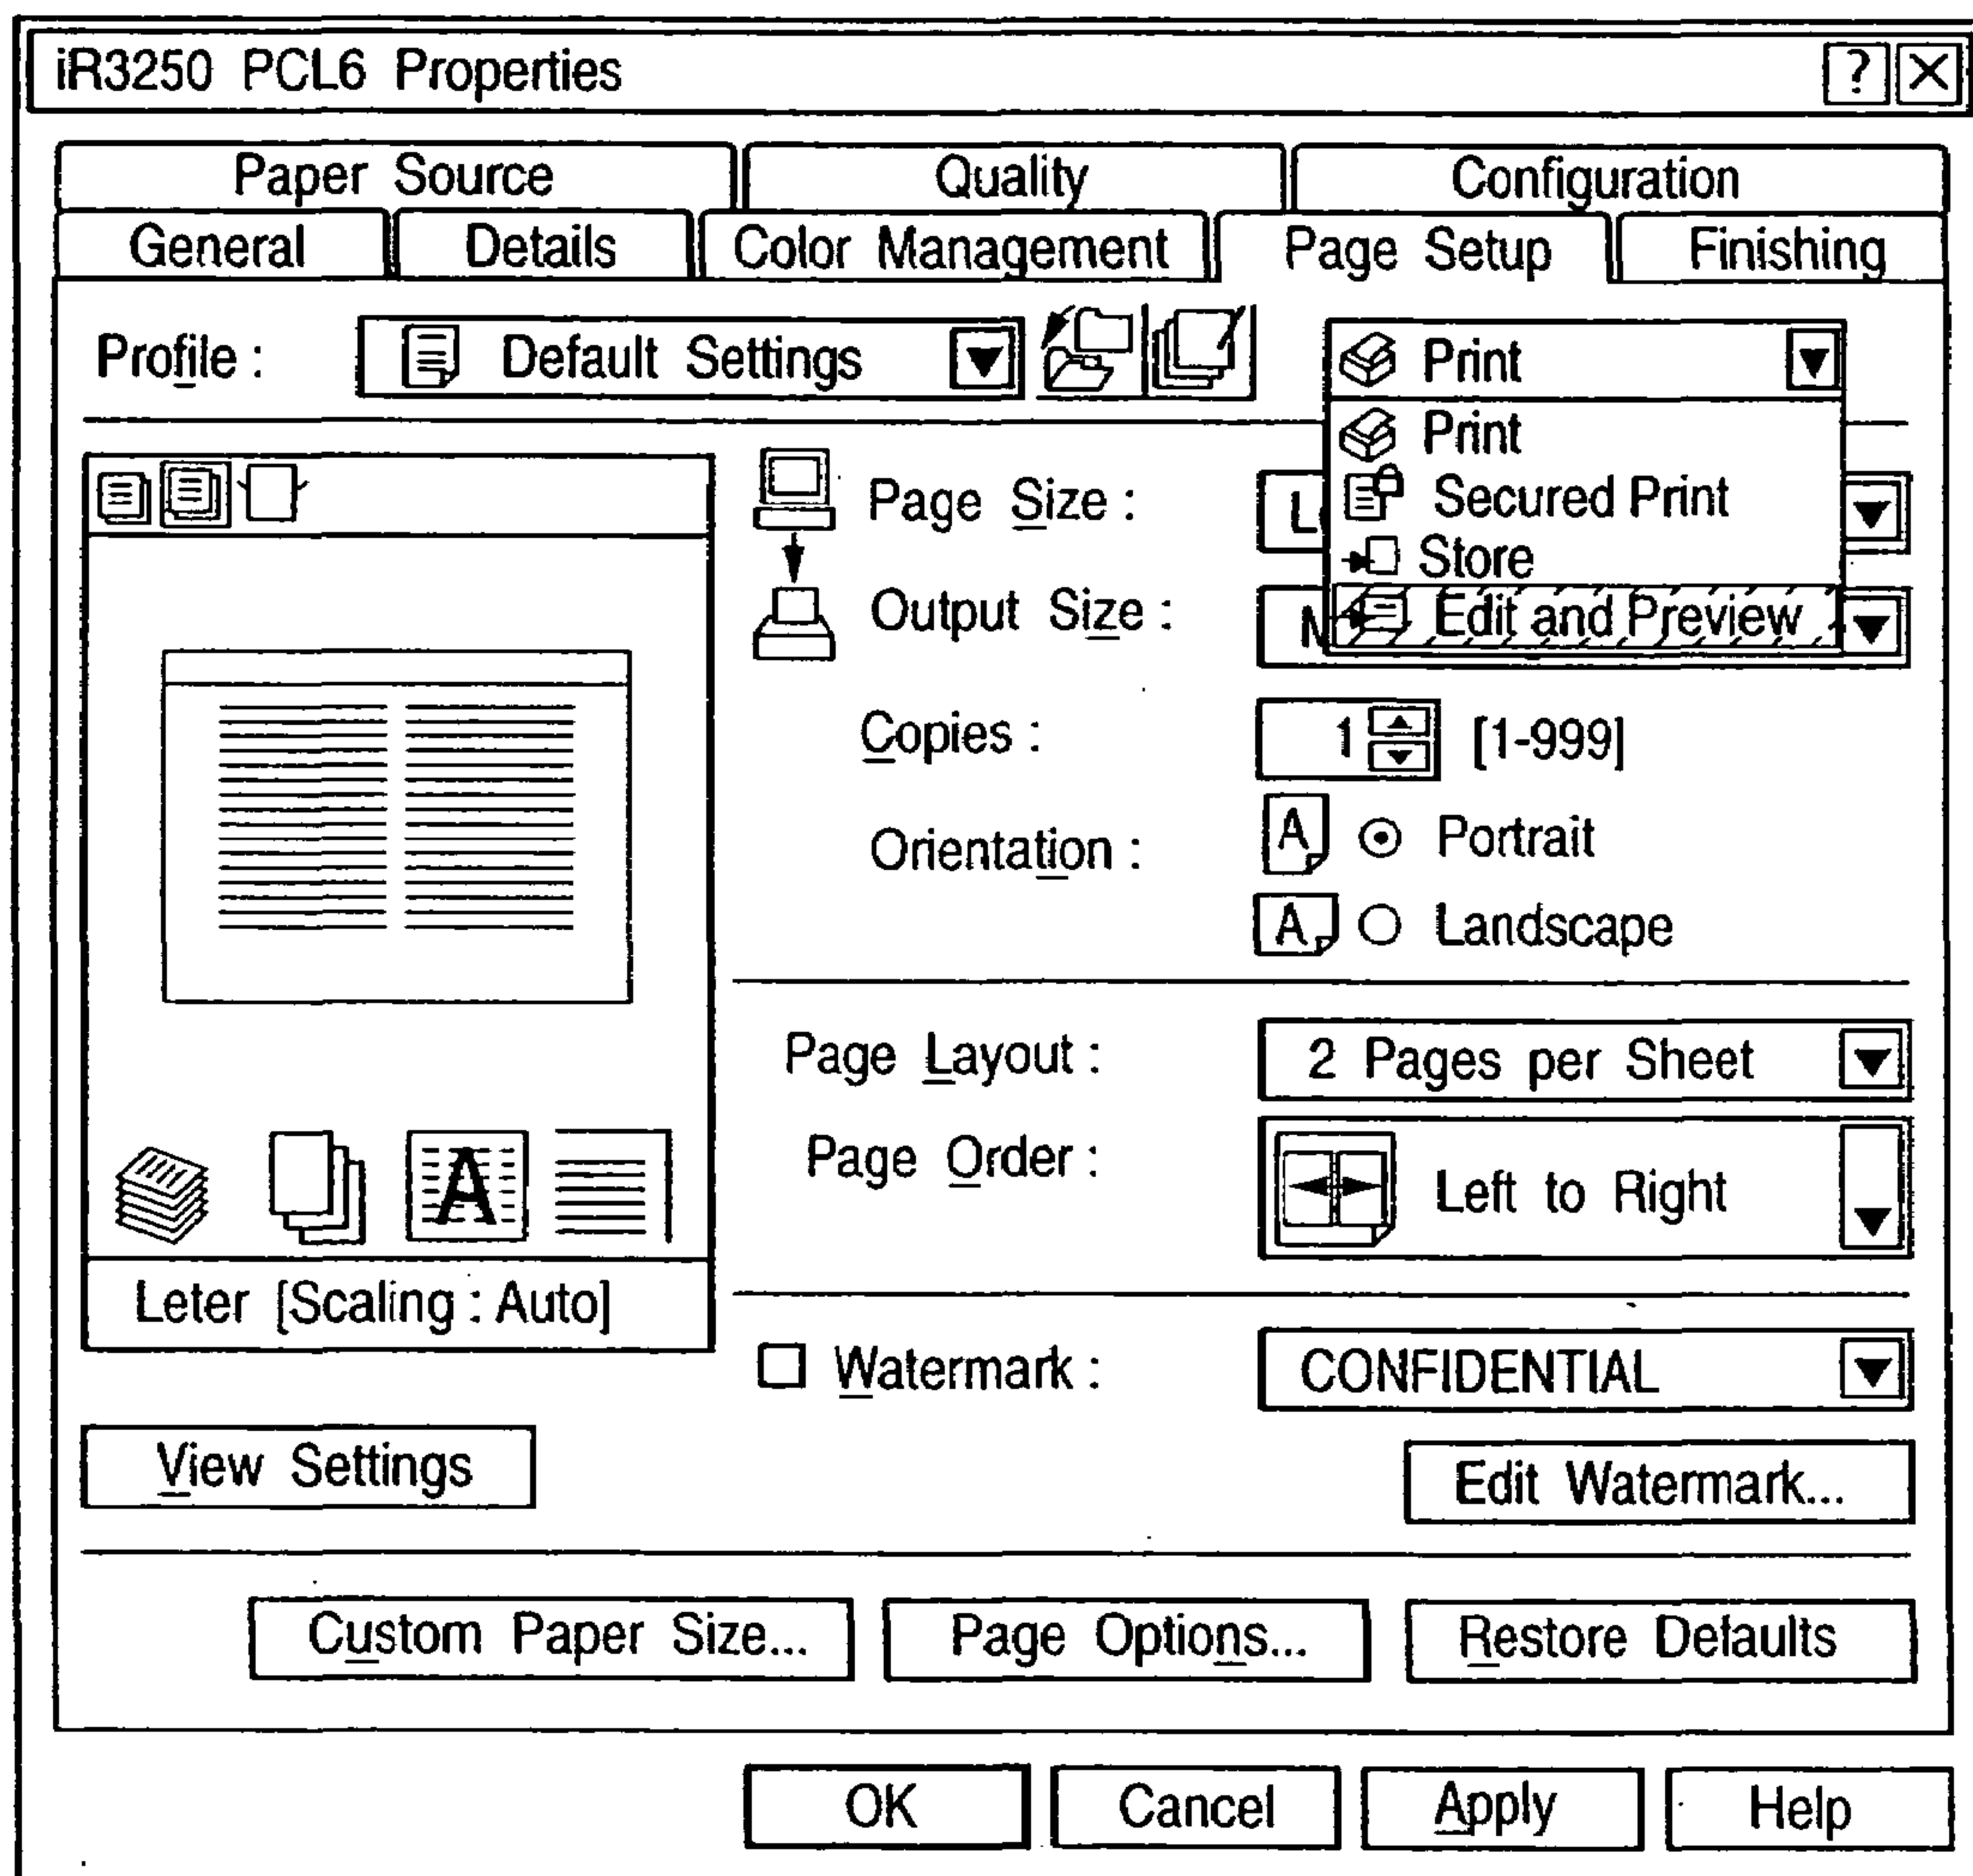 iR3250 PCL6 Properties ? X
Paper Source Quality Configuration
General Details Color Management Page Setup Finishing
Profile : Default Settings Print
Print
Secured Print
Store
Edit and Preview
Page Size : L
Output Size : N
Copies : 1 [1-999]
Orientation : A Portrait
A Landscape
Page Layout : 2 Pages per Sheet
Page Order : Left to Right
A
Leter [Scaling : Auto]
Watermark : CONFIDENTIAL
View Settings
Edit Watermark...
Custom Paper Size... Page Options... Restore Defaults
OK Cancel Apply Help